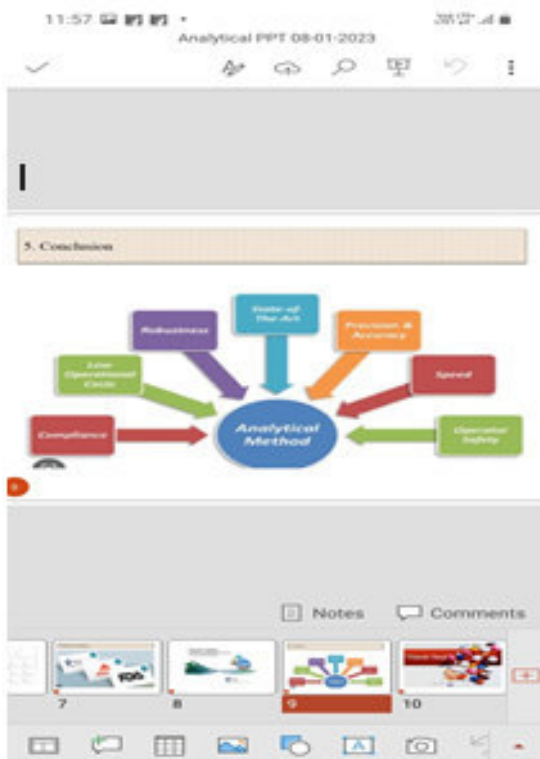 11:57
Analytical PPT 08-01-2023
5. Conclusion
State-of-
The-Art
Robustness
Precision &
Accuracy
Low
Operational
Costs
Speed
Compliance
Analytical
Method
Operator
Safety
9
Notes
Comments
7
8
9
10